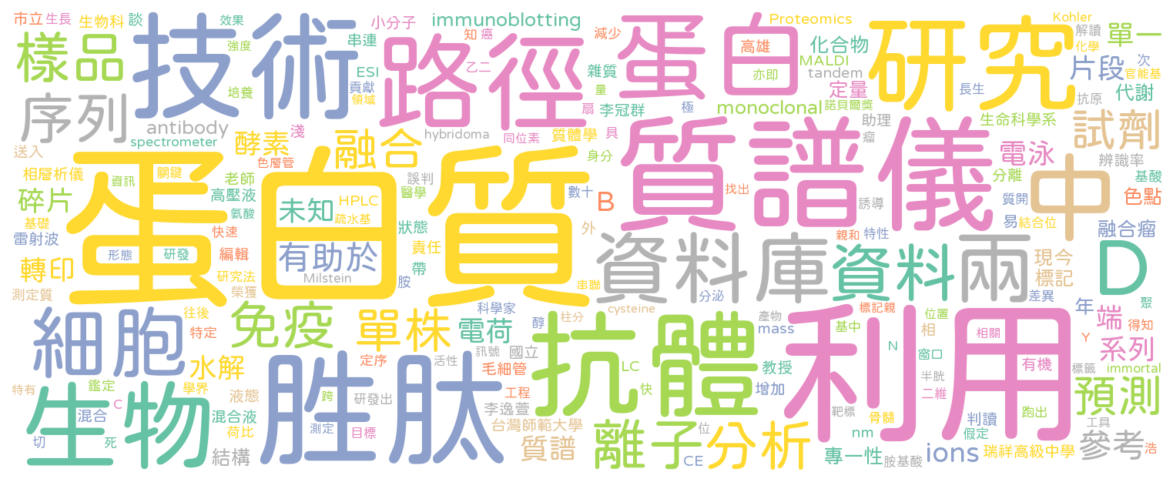 市立
生長
生物科
談
效果
強度
培養
樣品
技術
串連
ESI
貢獻
領域
小分子
知
癌
乙二
immunoblotting
路徑
減少
雜質
量
扇
李冠群
蛋白
高雄
亦即
Proteomics
化合物
MALDI
tandem
定量
monoclonal
諾貝爾獎
極
研究
Kohler
解讀
化學
單一
片段
次
官能基
代謝
抗原
長生
序列
antibody
spectrometer
酵素
淺
色層管
融合
hybridoma
同位素
質體學
具
身分
質譜儀
助理
瘤
生命科學系
電泳
分離
試劑
辨識率
基酸
送入
相層析儀
資訊
關鍵
碎片
基礎
雷射波
形態
研發
老師
高壓液
氨酸
快速
編輯
蛋白質
未知
HPLC
疏水基
有助於
Milstein
誤判
醫學
狀態
責任
帶
胺
數十
B
外
找出
誘導
中
質開
易
結合位
色點
融合瘤
轉印
測定質
研究法
榮獲
串聯
資料庫
親和
特性
資料
兩
現今
標記
差異
D
聚
往後
特定
細胞
免疫
單株
電荷
科學家
醇
柱分
分泌
cysteine
抗體
產物
mass
標記親
基中
位置
相
利用
相關
年
端
得知
Y
系列
水解
特有
鑑定
學界
液態
定序
活性
訊號
國立
毛細管
LC
快
教授
增加
N
窗口
半胱
二維
有機
標籤
immortal
生物
混合
C
混合液
荷比
切
死
結構
胜肽
跨
測定
研發出
目標
工程
李逸萱
台灣師範大學
質譜
離子
位
CE
分析
靶標
骨髓
nm
專一性
胺基酸
ions
判讀
假定
跑出
瑞祥高級中學
預測
工具
參考
浩